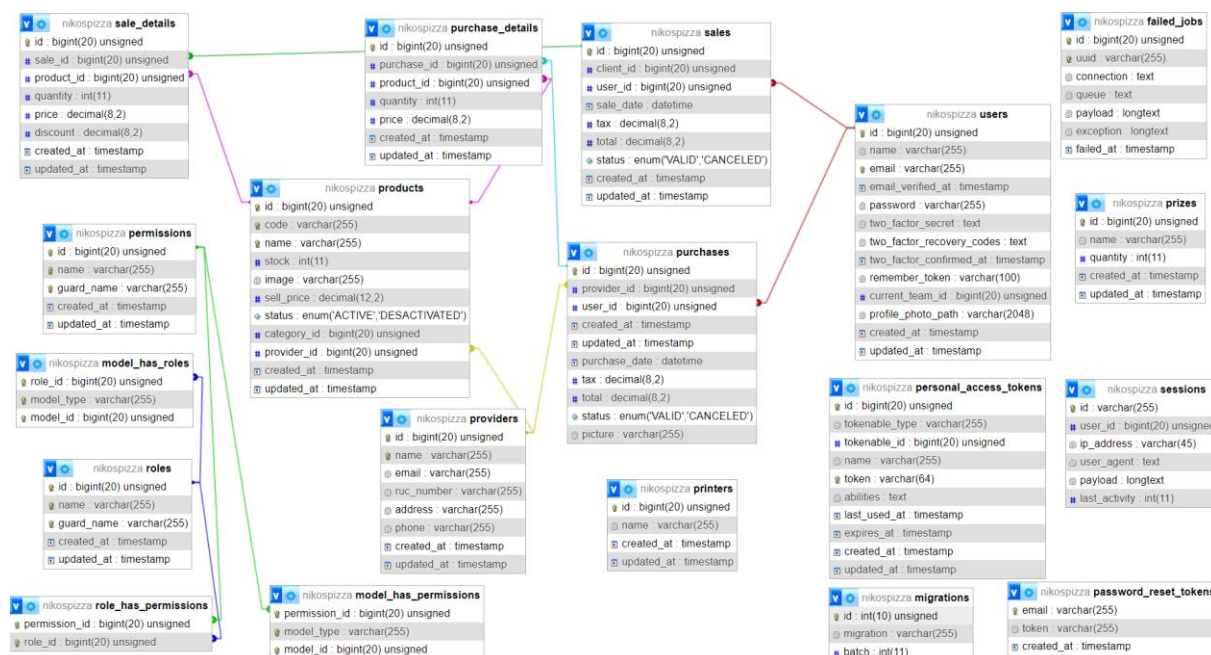 nikospizza sale_details
id : bigint(20) unsigned
sale_id : bigint(20) unsigned
product_id : bigint(20) unsigned
quantity : int(11)
price : decimal(8,2)
discount : decimal(8,2)
created_at : timestamp
updated_at : timestamp
nikospizza purchase_details
id : bigint(20) unsigned
purchase_id : bigint(20) unsigned
product_id : bigint(20) unsigned
quantity : int(11)
price : decimal(8,2)
created_at : timestamp
updated_at : timestamp
nikospizza sales
id : bigint(20) unsigned
client_id : bigint(20) unsigned
user_id : bigint(20) unsigned
sale_date : datetime
tax : decimal(8,2)
total : decimal(8,2)
status : enum('VALID','CANCELED')
created_at : timestamp
updated_at : timestamp
nikospizza failed_jobs
id : bigint(20) unsigned
uuid : varchar(255)
connection : text
queue : text
payload : longtext
exception : longtext
failed_at : timestamp
nikospizza users
id : bigint(20) unsigned
name : varchar(255)
email : varchar(255)
email_verified_at : timestamp
password : varchar(255)
two_factor_secret : text
two_factor_recovery_codes : text
two_factor_confirmed_at : timestamp
remember_token : varchar(100)
current_team_id : bigint(20) unsigned
profile_photo_path : varchar(2048)
created_at : timestamp
updated_at : timestamp
nikospizza products
id : bigint(20) unsigned
code : varchar(255)
name : varchar(255)
stock : int(11)
image : varchar(255)
sell_price : decimal(12,2)
status : enum('ACTIVE','DESACTIVATED')
category_id : bigint(20) unsigned
provider_id : bigint(20) unsigned
created_at : timestamp
updated_at : timestamp
nikospizza prizes
id : bigint(20) unsigned
name : varchar(255)
quantity : int(11)
created_at : timestamp
updated_at : timestamp
nikospizza permissions
id : bigint(20) unsigned
name : varchar(255)
guard_name : varchar(255)
created_at : timestamp
updated_at : timestamp
nikospizza purchases
id : bigint(20) unsigned
provider_id : bigint(20) unsigned
user_id : bigint(20) unsigned
created_at : timestamp
updated_at : timestamp
purchase_date : datetime
tax : decimal(8,2)
total : decimal(8,2)
status : enum('VALID','CANCELED')
picture : varchar(255)
nikospizza model_has_roles
role_id : bigint(20) unsigned
model_type : varchar(255)
model_id : bigint(20) unsigned
nikospizza providers
id : bigint(20) unsigned
name : varchar(255)
email : varchar(255)
ruc_number : varchar(255)
address : varchar(255)
phone : varchar(255)
created_at : timestamp
updated_at : timestamp
nikospizza personal_access_tokens
id : bigint(20) unsigned
tokenable_type : varchar(255)
tokenable_id : bigint(20) unsigned
name : varchar(255)
token : varchar(64)
abilities : text
last_used_at : timestamp
expires_at : timestamp
created_at : timestamp
updated_at : timestamp
nikospizza sessions
id : varchar(255)
user_id : bigint(20) unsigned
ip_address : varchar(45)
user_agent : text
payload : longtext
last_activity : int(11)
nikospizza roles
id : bigint(20) unsigned
name : varchar(255)
guard_name : varchar(255)
created_at : timestamp
updated_at : timestamp
nikospizza printers
id : bigint(20) unsigned
name : varchar(255)
created_at : timestamp
updated_at : timestamp
nikospizza role_has_permissions
permission_id : bigint(20) unsigned
role_id : bigint(20) unsigned
nikospizza model_has_permissions
permission_id : bigint(20) unsigned
model_type : varchar(255)
model_id : bigint(20) unsigned
nikospizza migrations
id : int(10) unsigned
migration : varchar(255)
batch : int(11)
nikospizza password_reset_tokens
email : varchar(255)
token : varchar(255)
created_at : timestamp